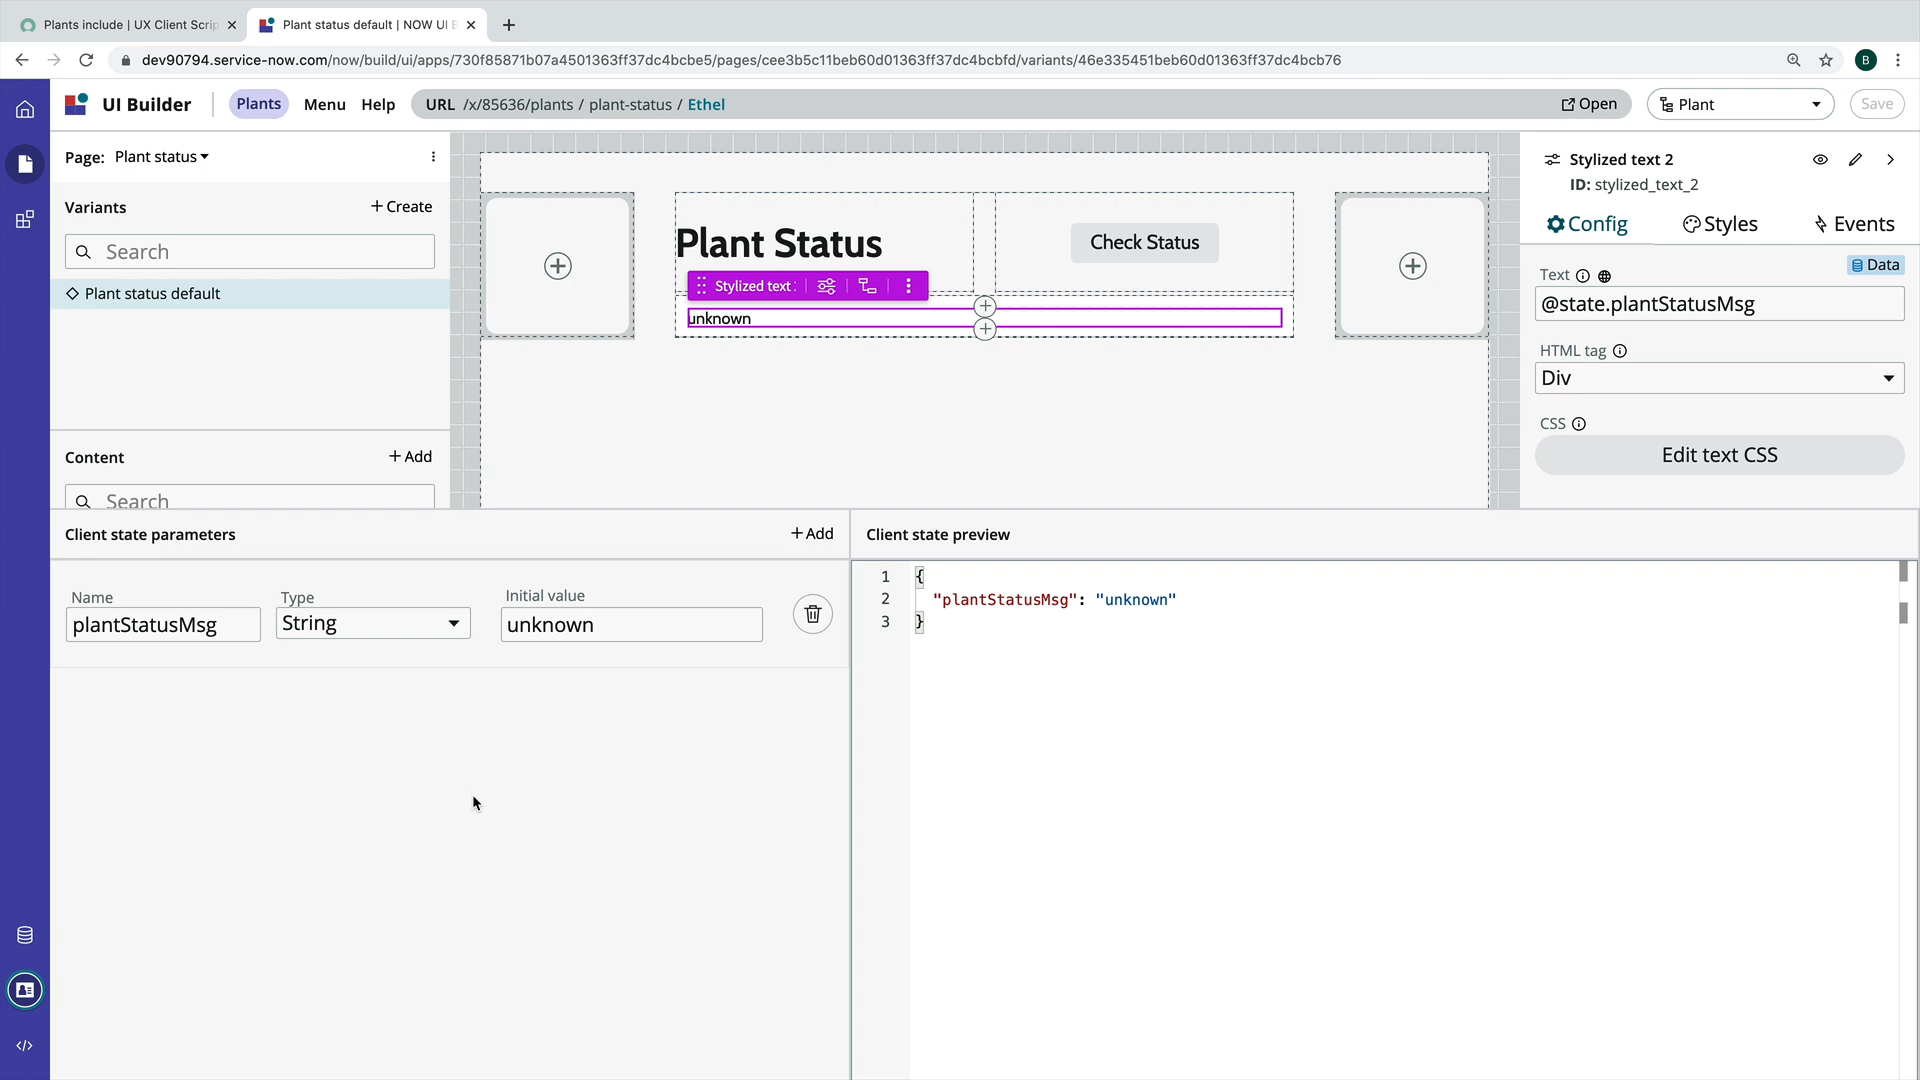 Plants include | UX Client Scrip
Plant status default | NOW UI B
dev90794.service-now.com/now/build/ui/apps/730f85871b07a4501363ff37dc4bcbe5/pages/cee3b5c11beb60d01363ff37dc4bcbfd/variants/46e335451beb60d01363ff37dc4bcb76
B
UI Builder
Plants
Menu
Help
URL /x/85636/plants / plant-status / Ethel
Open
Plant
Save
Page: Plant status
Variants
+ Create
Search
Plant status default
Content
+ Add
Search
Plant Status
Check Status
Stylized text
unknown
Stylized text 2
ID: stylized_text_2
Config
Styles
Events
Data
Text
@state.plantStatusMsg
HTML tag
Div
CSS
Edit text CSS
Client state parameters
+ Add
Name
plantStatusMsg
Type
String
Initial value
unknown
Client state preview
1 {
2 "plantStatusMsg": "unknown"
3 }